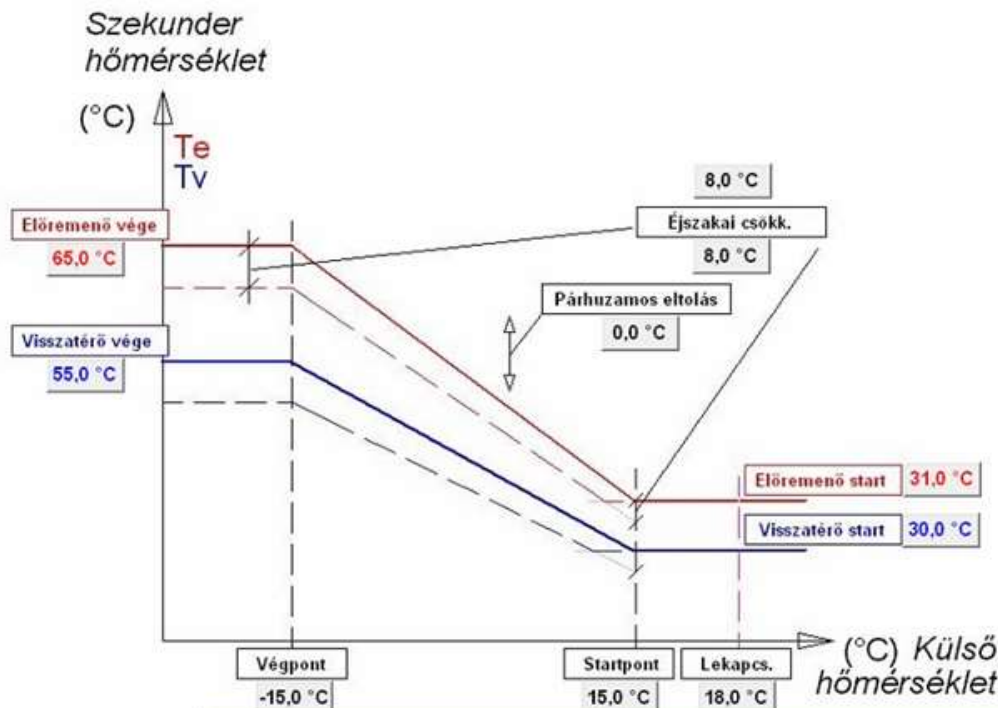 Szekunder
hőmérséklet
(°C)
Te
Tv
8,0 °C
Előremenő vége
Éjszakai csökk.
65,0 °C
8,0 °C
Párhuzamos eltolás
0,0 °C
Visszatérő vége
55,0 °C
Előremenő start 31,0 °C
Visszatérő start 30,0 °C
Végpont
Startpont
Lekapcs.
(°C) Külső
hőmérséklet
-15,0 °C
15,0 °C
18,0 °C